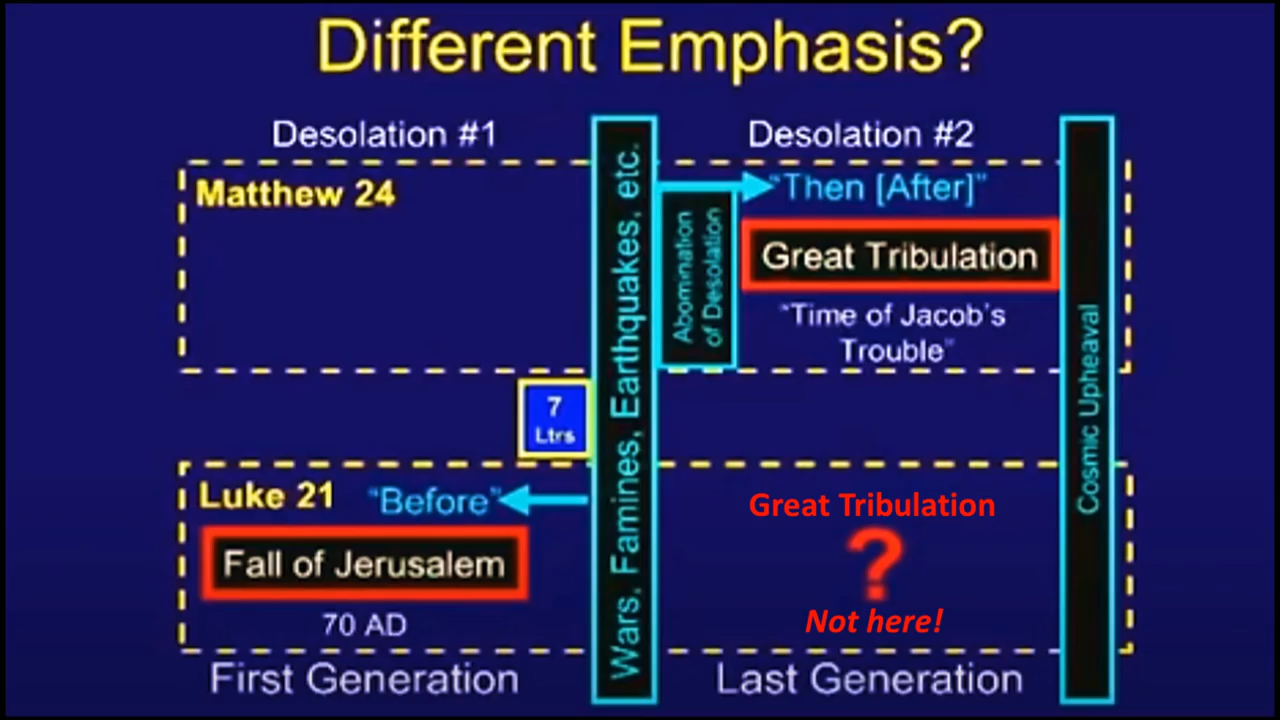 Different Emphasis?
Desolation #1
Desolation #2
Matthew 24
"Then [After]"
Great Tribulation
"Time of Jacob's
Trouble"
Abomination
of Desolation
Wars, Famines, Earthquakes, etc.
Cosmic Upheaval
7
Ltrs
Luke 21
"Before"
Fall of Jerusalem
70 AD
Great Tribulation
?
Not here!
First Generation
Last Generation